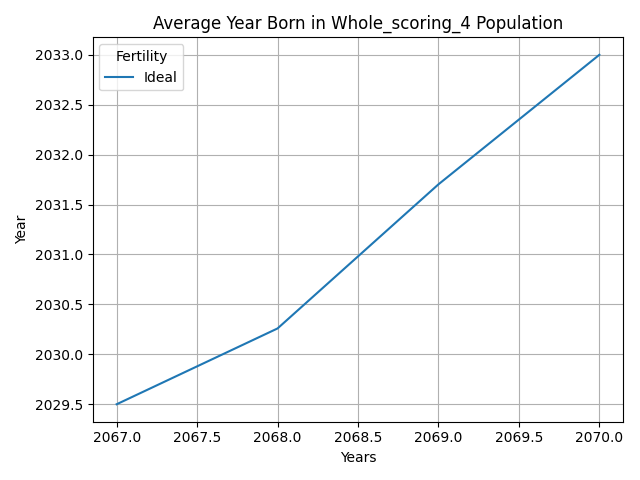 Average Year Born in Whole_scoring_4 Population
Fertility
Ideal
2033.0
2032.5
2032.0
2031.5
2031.0
2030.5
2030.0
2029.5
Year
2067.0 2067.5 2068.0 2068.5 2069.0 2069.5 2070.0
Years